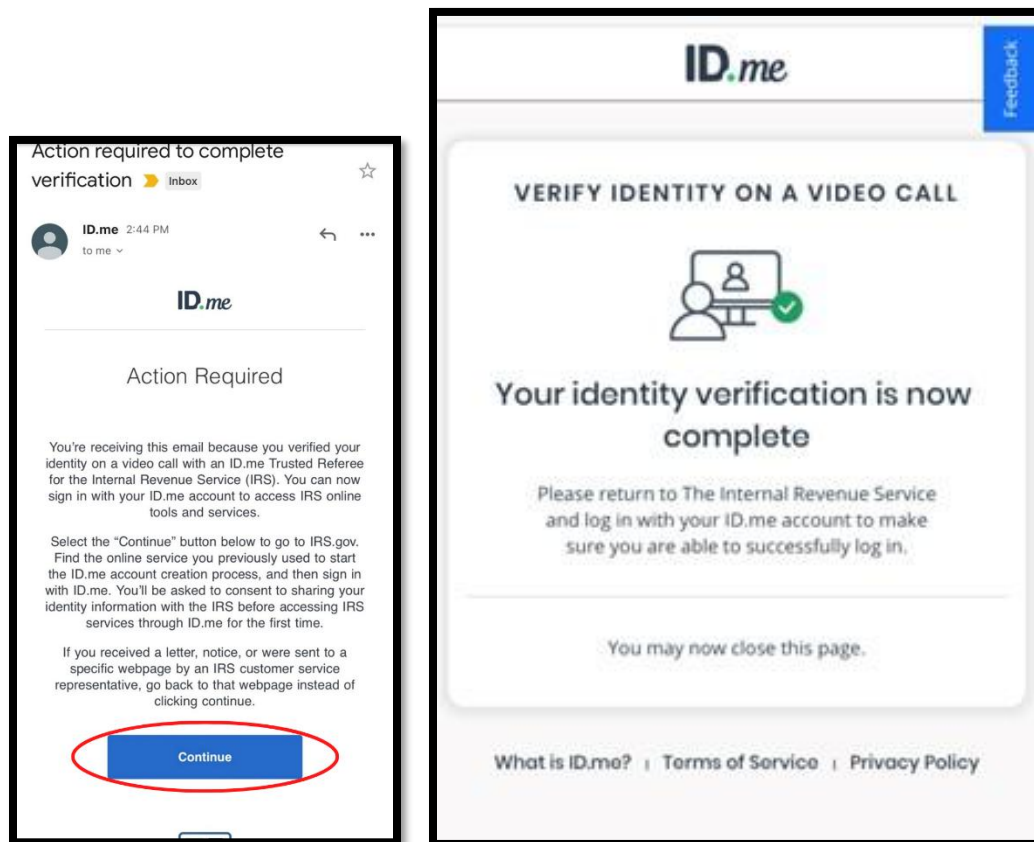 Action required to complete
verification Inbox
ID.me 2:44 PM
to me
ID.me
Action Required
You're receiving this email because you verified your
identity on a video call with an ID.me Trusted Referee
for the Internal Revenue Service (IRS). You can now
sign in with your ID.me account to access IRS online
tools and services.
Select the “Continue” button below to go to IRS.gov.
Find the online service you previously used to start
the ID.me account creation process, and then sign in
with ID.me. You'll be asked to consent to sharing your
identity information with the IRS before accessing IRS
services through ID.me for the first time.
If you received a letter, notice, or were sent to a
specific webpage by an IRS customer service
representative, go back to that webpage instead of
clicking continue.
Continue
ID.me
Feedback
VERIFY IDENTITY ON A VIDEO CALL
Your identity verification is now
complete
Please return to The Internal Revenue Service
and log in with your ID.me account to make
sure you are able to successfully log in.
You may now close this page.
What is ID.me? | Terms of Service | Privacy Policy